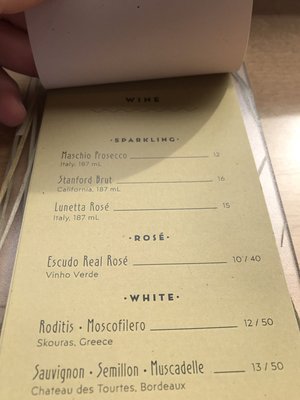 WINE
·SPARKLING·
Maschio Prosecco 12
Italy, 187 mL
Stanford Brut 16
California, 187 mL
Lunetta Rosé 15
Italy, 187 mL
·ROSÉ·
Escudo Real Rosé 10 / 40
Vinho Verde
·WHITE·
Roditis · Moscofilero 12 / 50
Skouras, Greece
Sauvignon · Semillon · Muscadelle 13 / 50
Chateau des Tourtes, Bordeaux